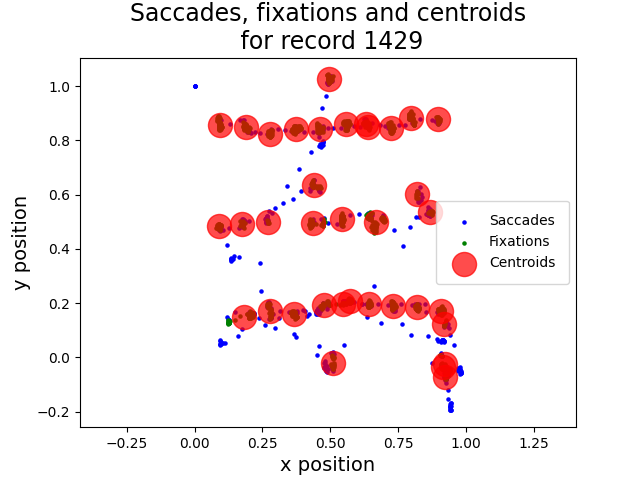 Saccades, fixations and centroids
for record 1429
y position
1.0
0.8
0.6
0.4
0.2
0.0
−0.2
Saccades
Fixations
Centroids
−0.25 0.00 0.25 0.50 0.75 1.00 1.25
x position